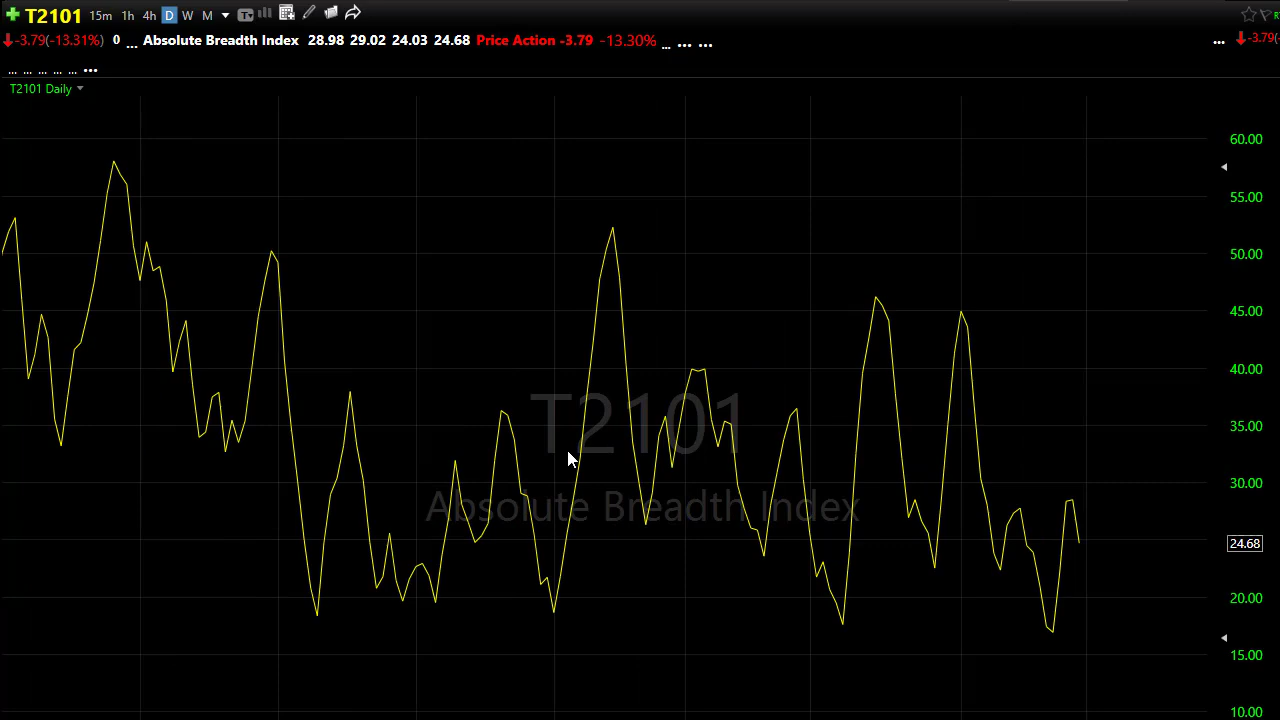 T2101 15m 1h 4h D W M T
-3.79(-13.31%) 0 ... Absolute Breadth Index 28.98 29.02 24.03 24.68 Price Action -3.79 -13.30% ... ... ... ... -3.79(-
... ... ... ... ... ...
T2101 Daily
60.00
55.00
50.00
45.00
40.00
T2101
35.00
30.00
Absolute Breadth Index
24.68
20.00
15.00
10.00